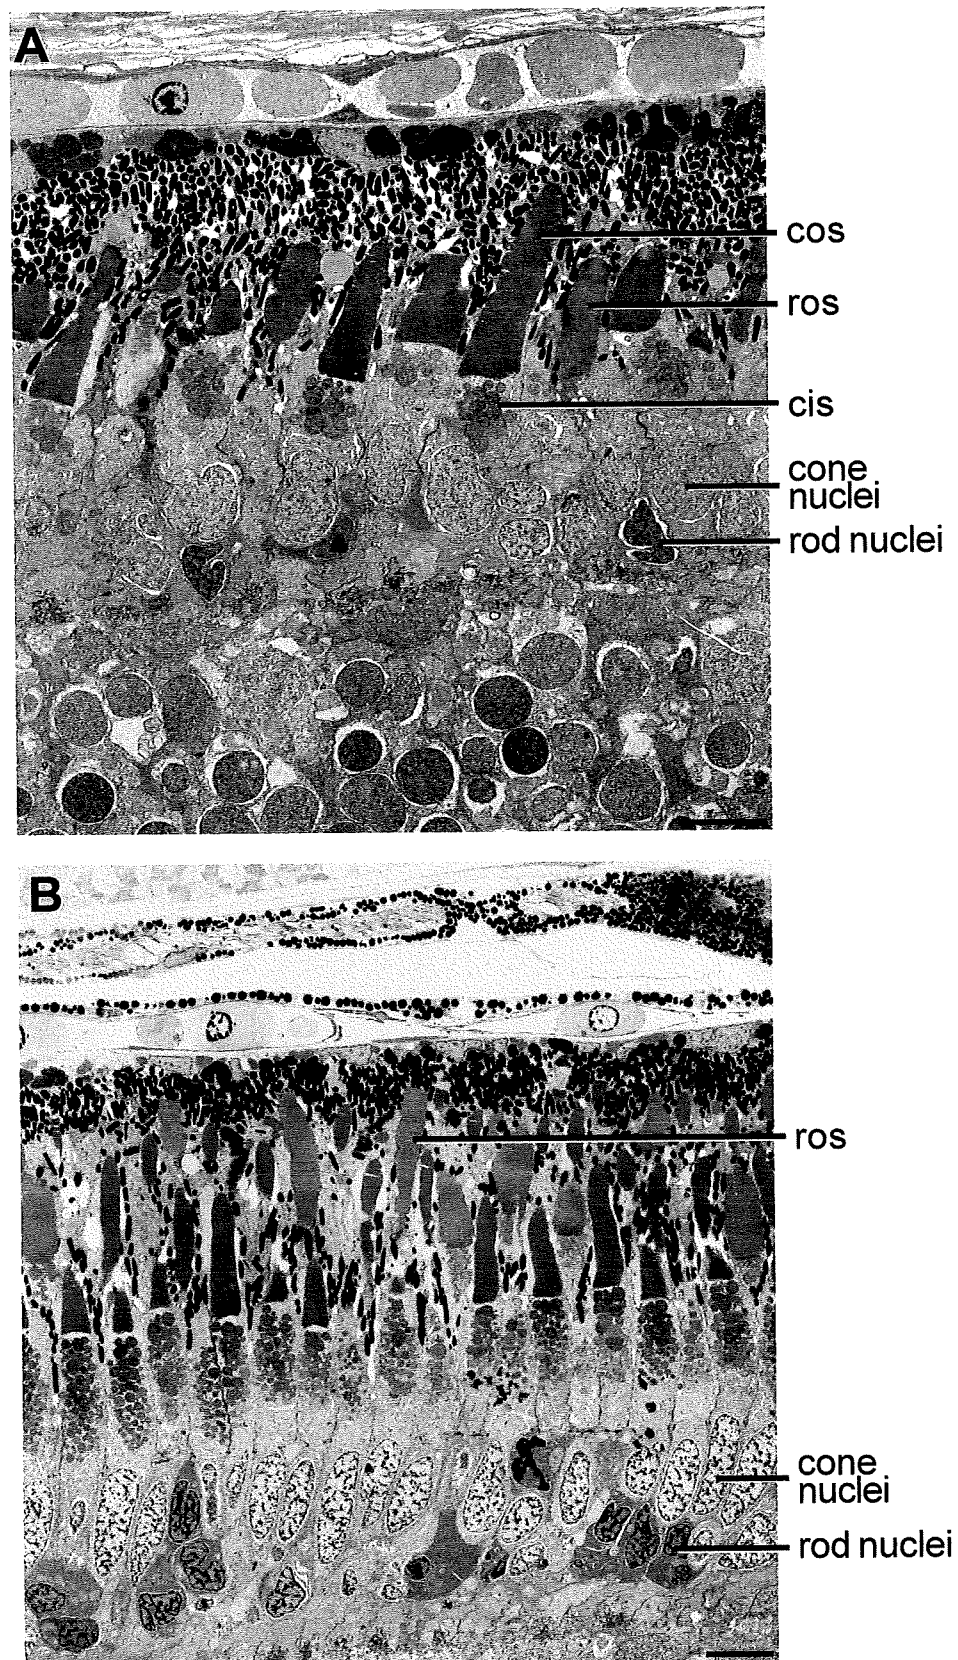 A
cos
ros
cis
cone
nuclei
rod nuclei
B
ros
cone
nuclei
rod nuclei